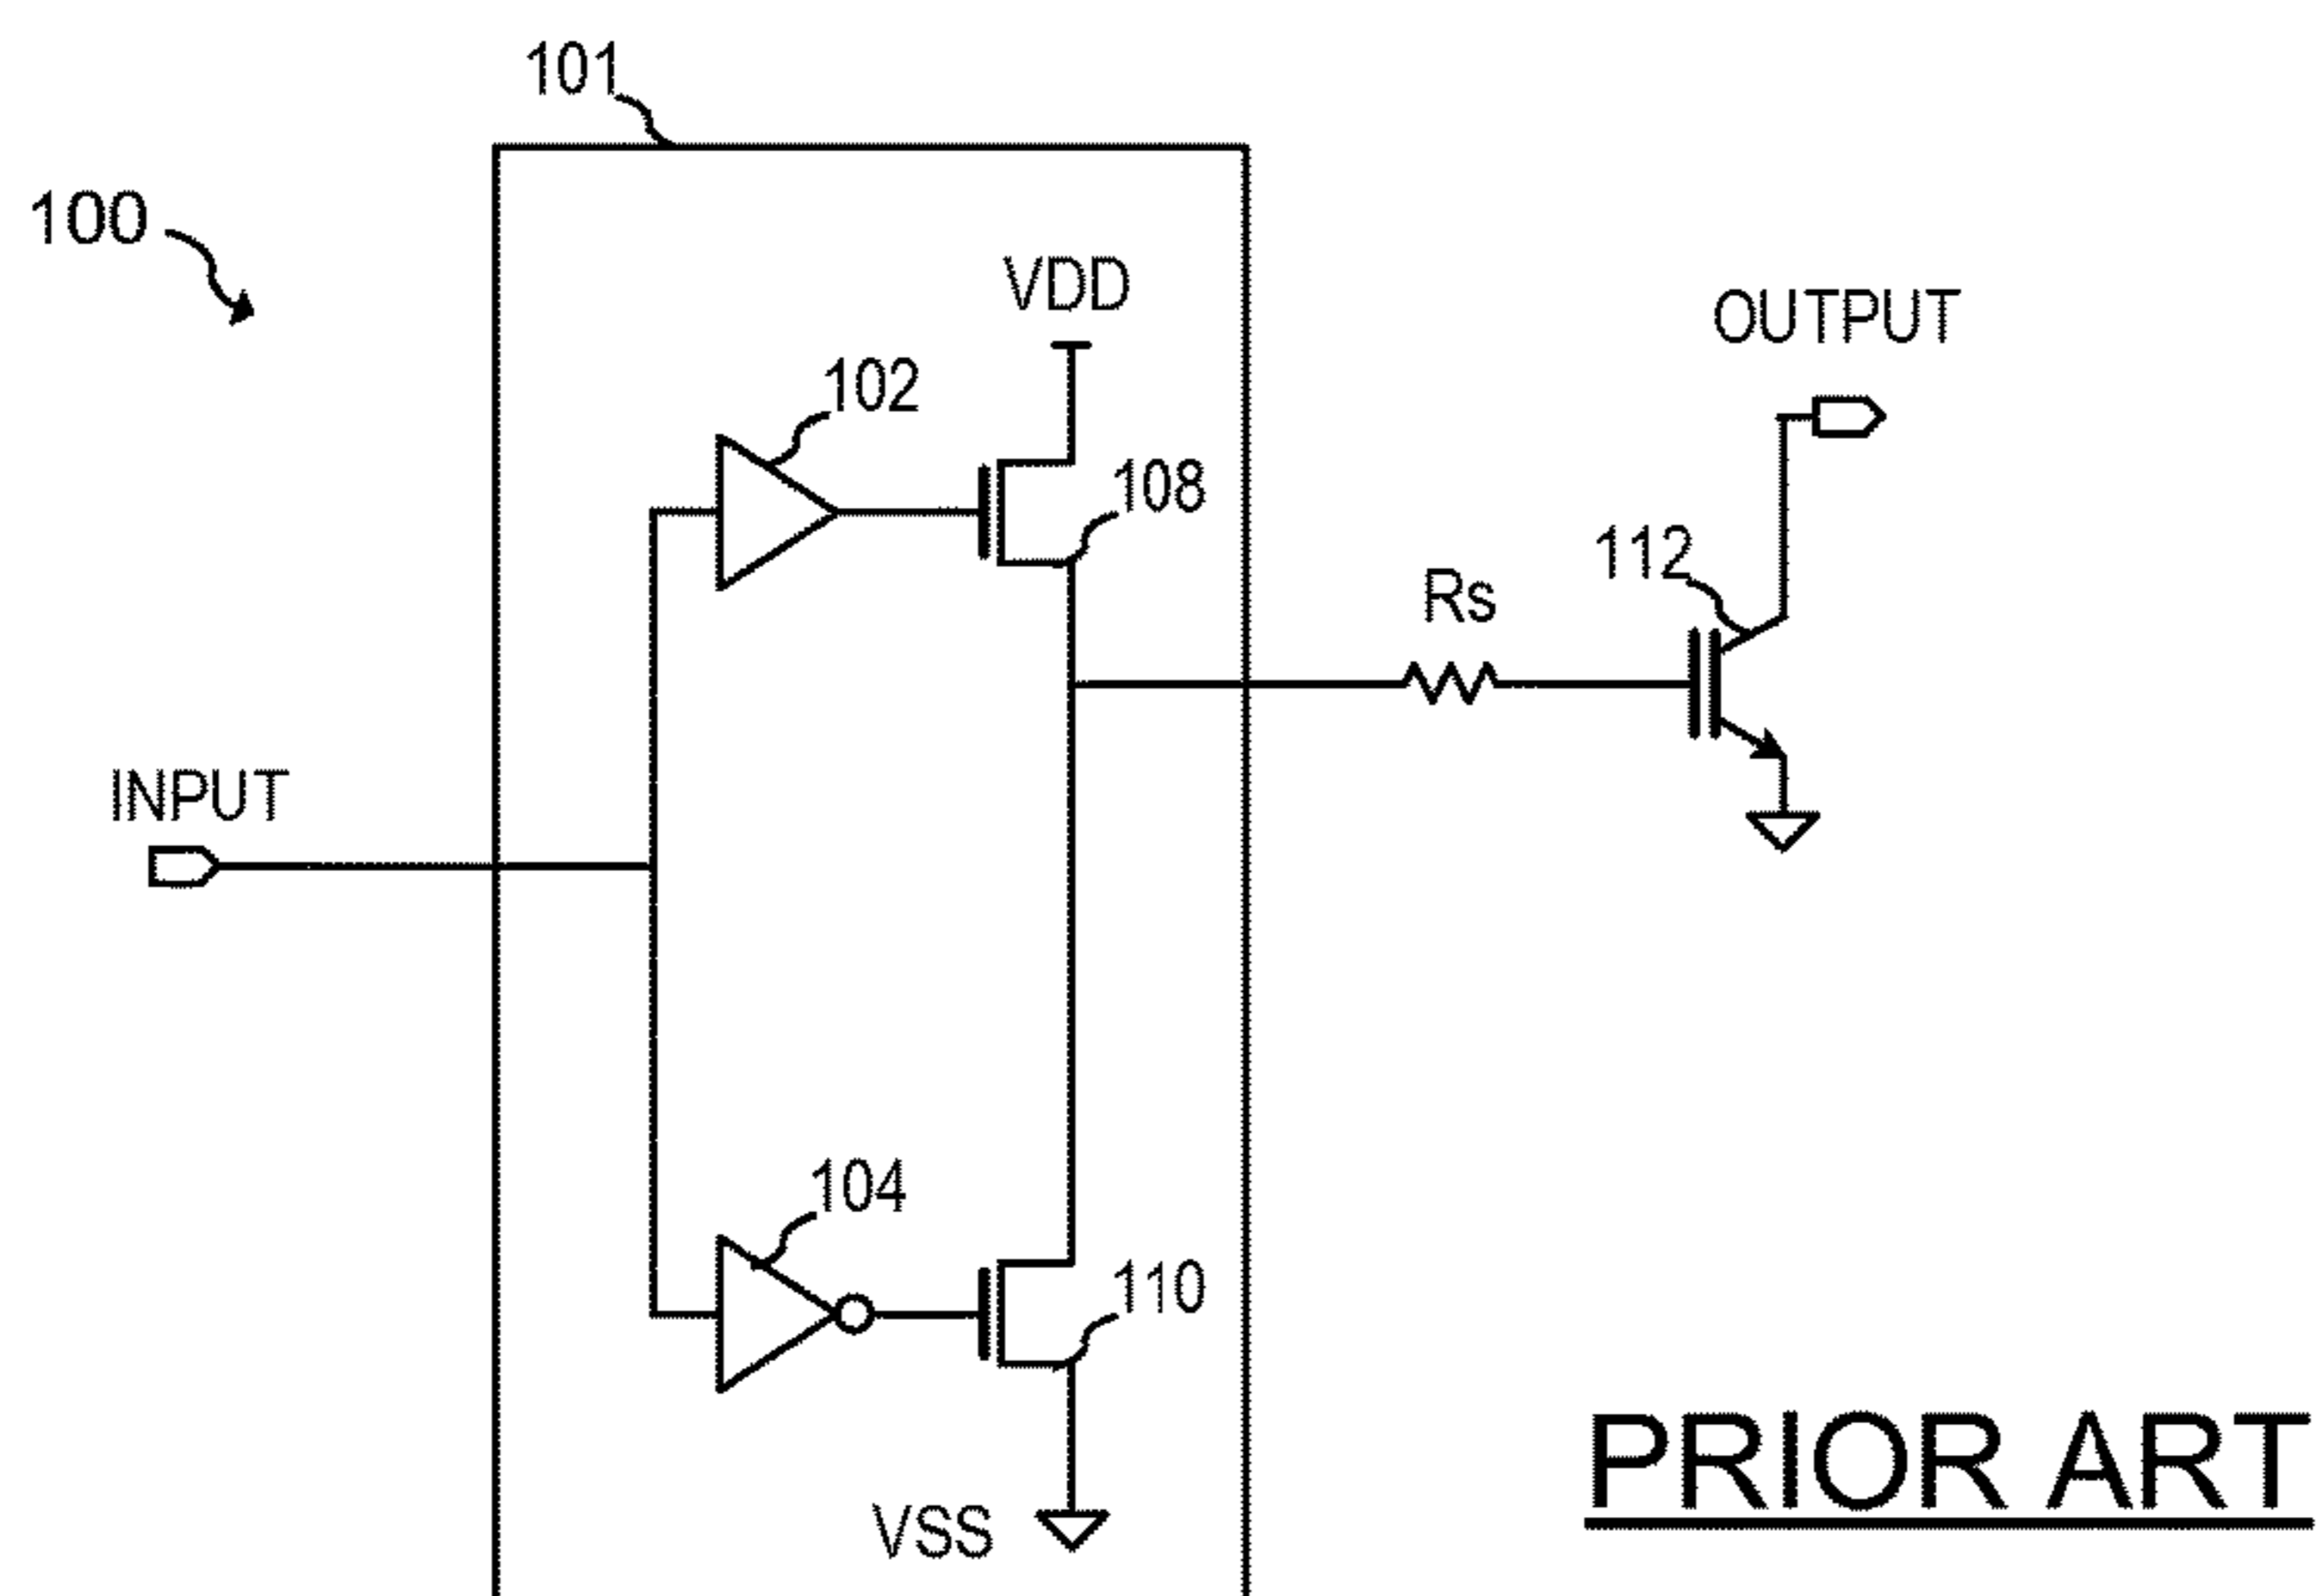 101
100
VDD
OUTPUT
102
108
112
Rs
INPUT
104
110
VSS
PRIOR ART